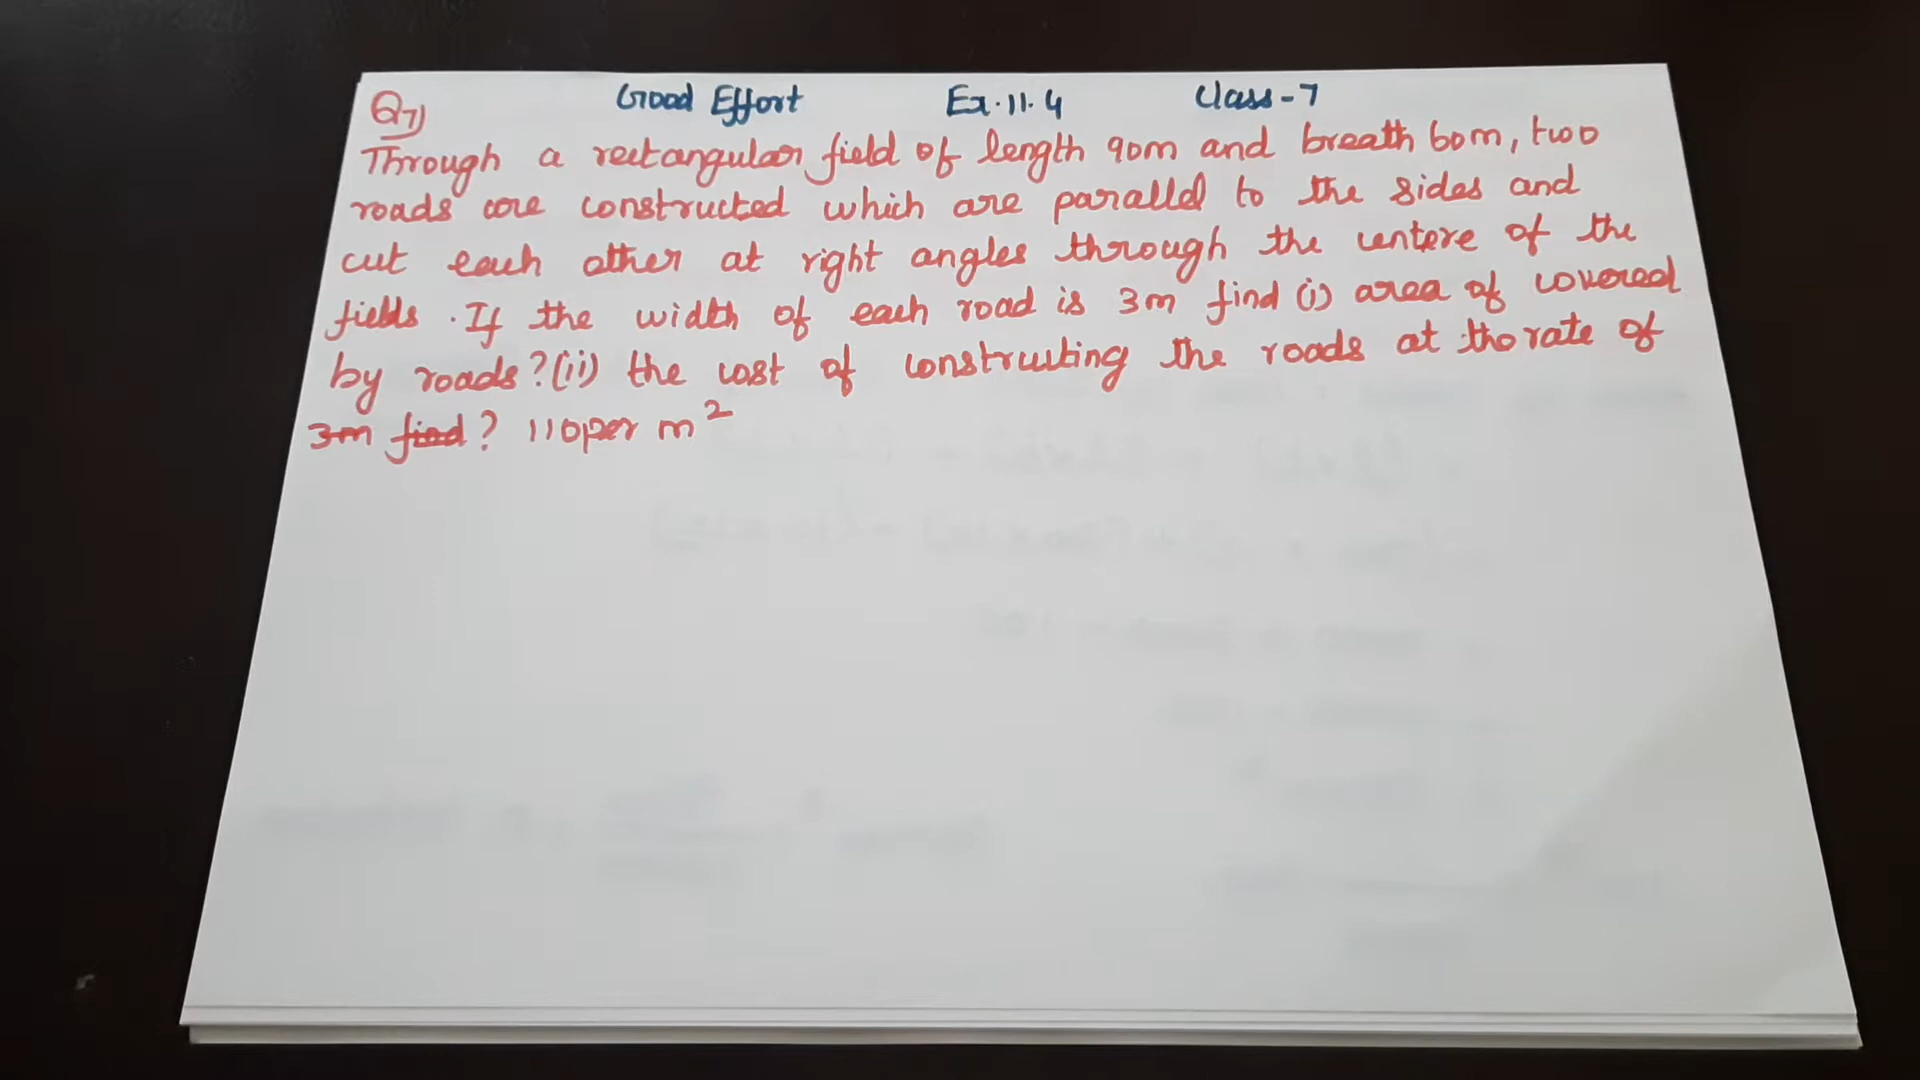 Good Effort Ex.11.4 Class-7
Q7)
Through a rectangular field of length 90m and breath 60m, two
roads are constructed which are parallel to the sides and
cut each other at right angles through the centere of the
fields. If the width of each road is 3m find (i) area of covered
by roads? (ii) the cost of constructing the roads at the rate of
3m find? 110per m²